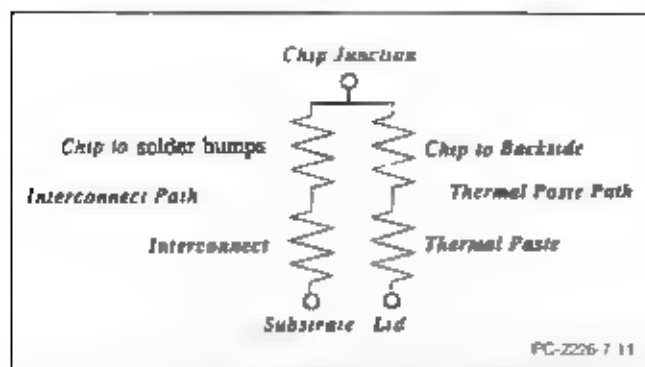 Chip Junction
Chip to solder bumps
Chip to Backside
Interconnect Path
Thermal Paste Path
Interconnect
Thermal Paste
Substrate
Lid
IPC-2226-7-11